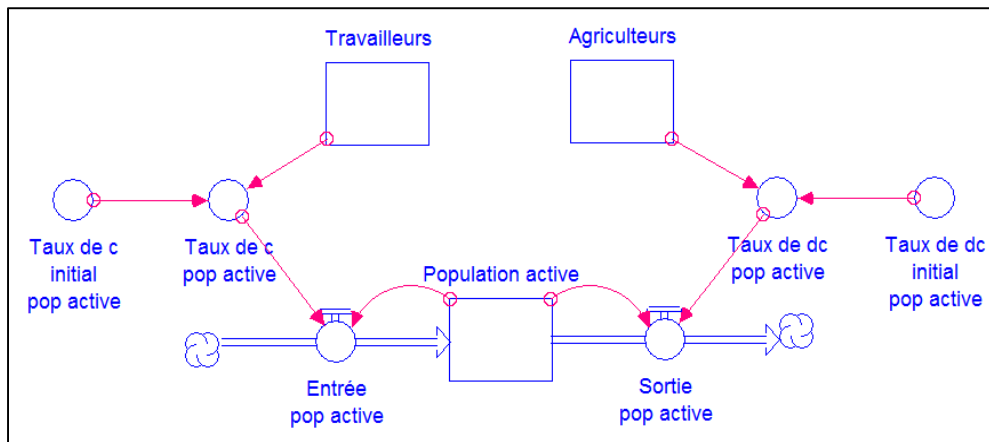 Travailleurs
Agriculteurs
Taux de c
initial
pop active
Taux de c
pop active
Population active
Taux de dc
pop active
Taux de dc
initial
pop active
Entrée
pop active
Sortie
pop active